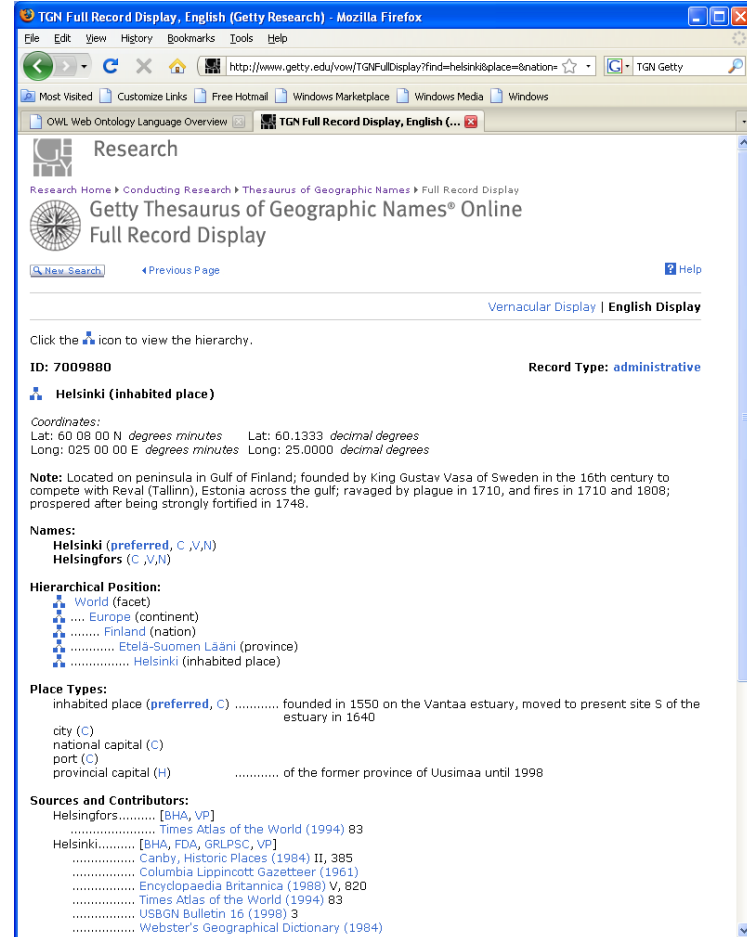 TGN Full Record Display, English (Getty Research) - Mozilla Firefox
File Edit View History Bookmarks Tools Help
http://www.getty.edu/vow/TGNFullDisplay?find=helsinki&place=&nation= TGN Getty
Most Visited Customize Links Free Hotmail Windows Marketplace Windows Media Windows
OWL Web Ontology Language Overview TGN Full Record Display, English (...
GETTY Research
Research Home Conducting Research Thesaurus of Geographic Names Full Record Display
Getty Thesaurus of Geographic Names® Online
Full Record Display
New Search Previous Page ? Help
Vernacular Display | English Display
Click the icon to view the hierarchy.
ID: 7009880 Record Type: administrative
Helsinki (inhabited place)
Coordinates:
Lat: 60 08 00 N degrees minutes Lat: 60.1333 decimal degrees
Long: 025 00 00 E degrees minutes Long: 25.0000 decimal degrees
Note: Located on peninsula in Gulf of Finland; founded by King Gustav Vasa of Sweden in the 16th century to
compete with Reval (Tallinn), Estonia across the gulf; ravaged by plague in 1710, and fires in 1710 and 1808;
prospered after being strongly fortified in 1748.
Names:
Helsinki (preferred, C ,V,N)
Helsingfors (C ,V,N)
Hierarchical Position:
World (facet)
.... Europe (continent)
........ Finland (nation)
............ Etelä-Suomen Lääni (province)
................ Helsinki (inhabited place)
Place Types:
inhabited place (preferred, C) ........... founded in 1550 on the Vantaa estuary, moved to present site S of the
estuary in 1640
city (C)
national capital (C)
port (C)
provincial capital (H) ............ of the former province of Uusimaa until 1998
Sources and Contributors:
Helsingfors.......... [BHA, VP]
...................... Times Atlas of the World (1994) 83
Helsinki.......... [BHA, FDA, GRLPSC, VP]
................ Canby, Historic Places (1984) II, 385
................ Columbia Lippincott Gazetteer (1961)
................ Encyclopaedia Britannica (1988) V, 820
................ Times Atlas of the World (1994) 83
................ USBGN Bulletin 16 (1998) 3
................ Webster's Geographical Dictionary (1984)